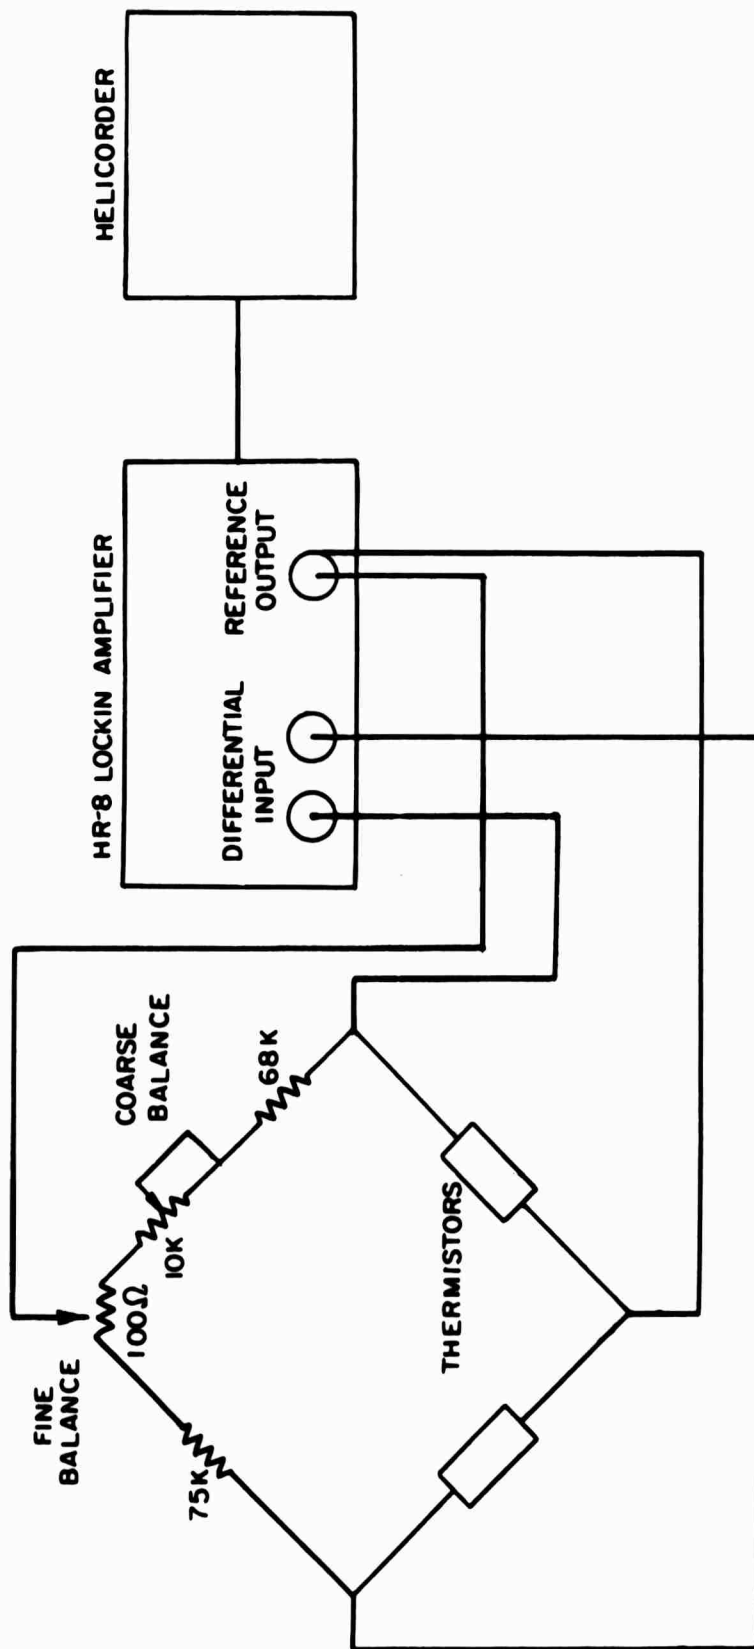 HELICORDER
HR-8 LOCKIN AMPLIFIER
DIFFERENTIAL
INPUT
REFERENCE
OUTPUT
COARSE
BALANCE
68K
10K
100Ω
FINE
BALANCE
75K
THERMISTORS